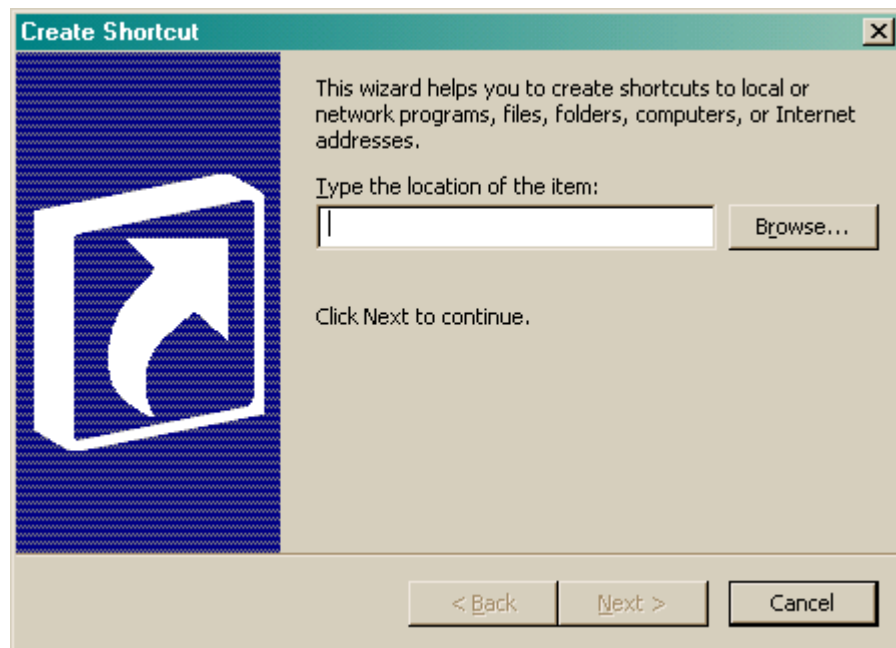 Create Shortcut
This wizard helps you to create shortcuts to local or
network programs, files, folders, computers, or Internet
addresses.
Type the location of the item:
Browse...
Click Next to continue.
< Back
Next >
Cancel